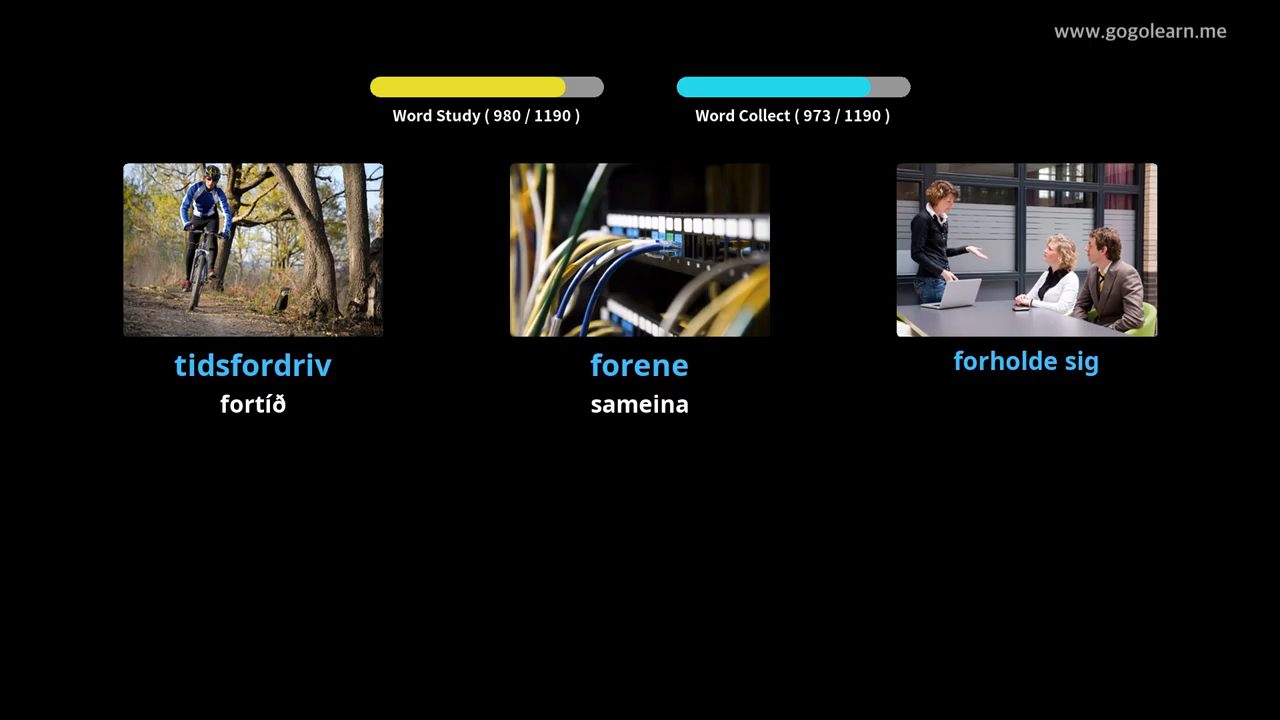 www.gogolearn.me
Word Study ( 980 / 1190 )
Word Collect ( 973 / 1190 )
tidsfordriv
fortíð
forene
sameina
forholde sig